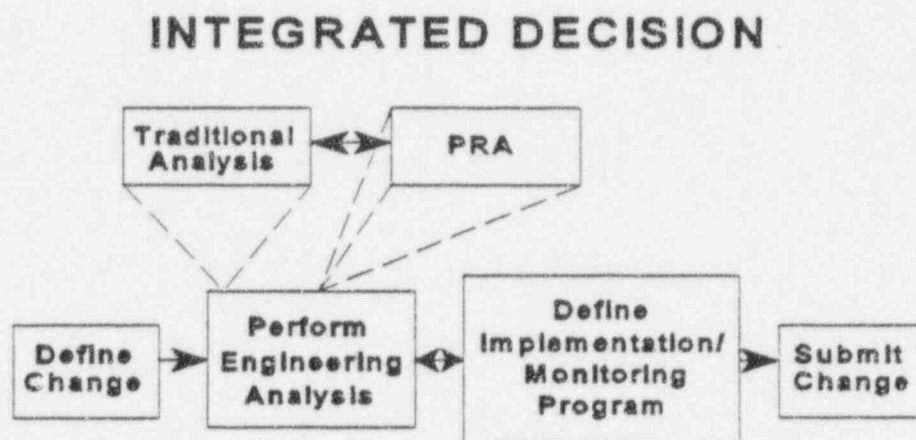 INTEGRATED DECISION
Traditional
Analysis
PRA
Define
Change
Perform
Engineering
Analysis
Define
Implementation/
Monitoring
Program
Submit
Change